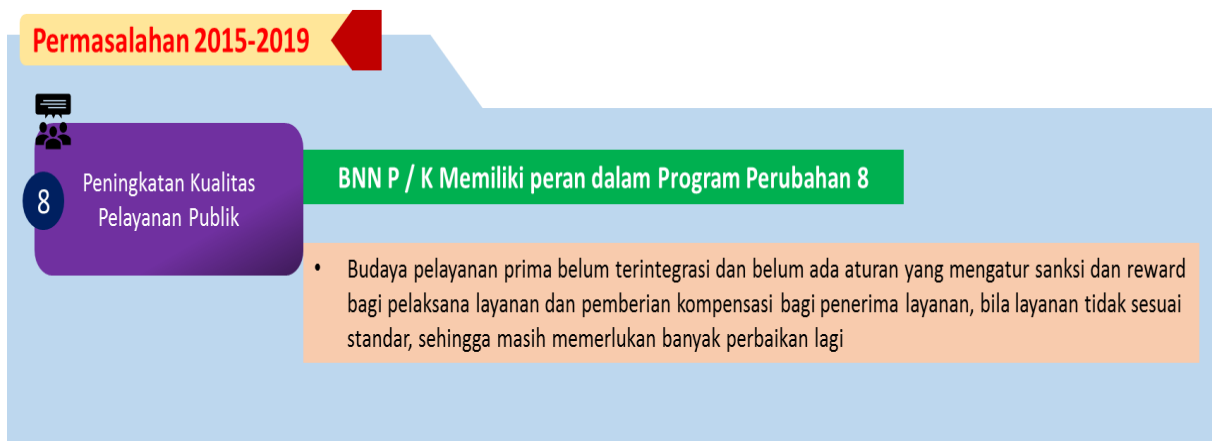 Permasalahan 2015-2019
8
Peningkatan Kualitas
Pelayanan Publik
BNN P / K Memiliki peran dalam Program Perubahan 8
• Budaya pelayanan prima belum terintegrasi dan belum ada aturan yang mengatur sanksi dan reward
bagi pelaksana layanan dan pemberian kompensasi bagi penerima layanan, bila layanan tidak sesuai
standar, sehingga masih memerlukan banyak perbaikan lagi